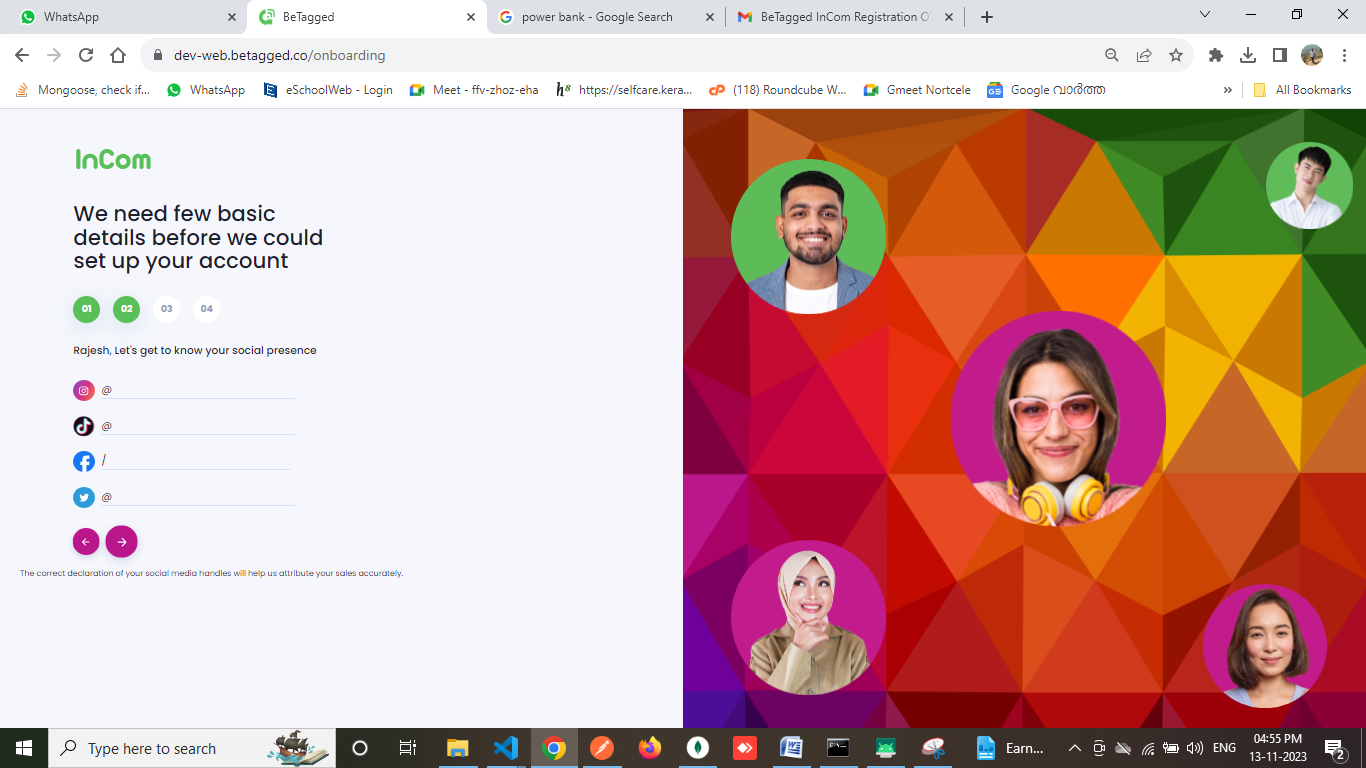 WhatsApp
BeTagged
power bank - Google Search
BeTagged InCom Registration O
dev-web.betagged.co/onboarding
Mongoose, check if...
WhatsApp
eSchoolWeb - Login
Meet - ffv-zhoz-eha
https://selfcare.kera...
(118) Roundcube W...
Gmeet Nortcele
Google വാർത്ത
»
All Bookmarks
InCom
We need few basic
details before we could
set up your account
01 02 03 04
Rajesh, Let's get to know your social presence
@
@
/
@
The correct declaration of your social media handles will help us attribute your sales accurately.
Type here to search
Earn...
ENG
04:55 PM
13-11-2023
2